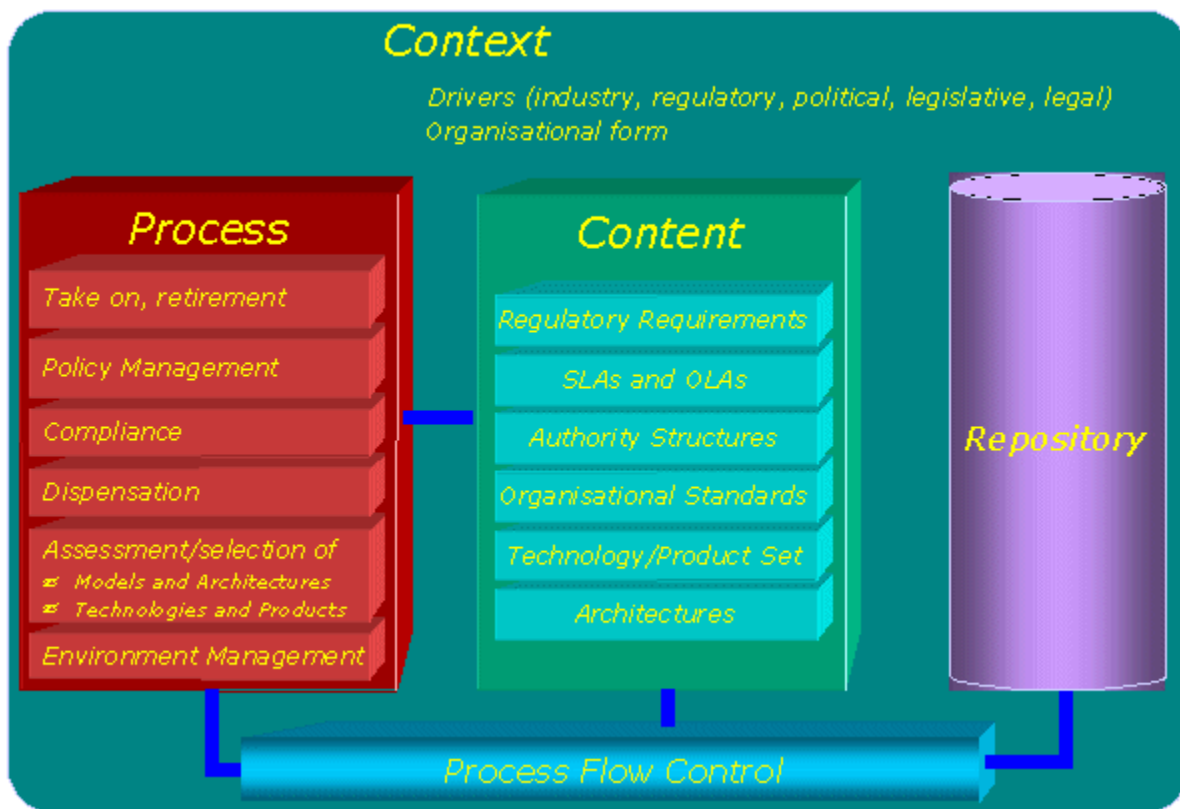 Context
Drivers (industry, regulatory, political, legislative, legal)
Organisational form
Process
Take on, retirement
Policy Management
Compliance
Dispensation
Assessment/selection of
Models and Architectures
Technologies and Products
Environment Management
Content
Regulatory Requirements
SLAs and OLAs
Authority Structures
Organisational Standards
Technology/Product Set
Architectures
Repository
Process Flow Control